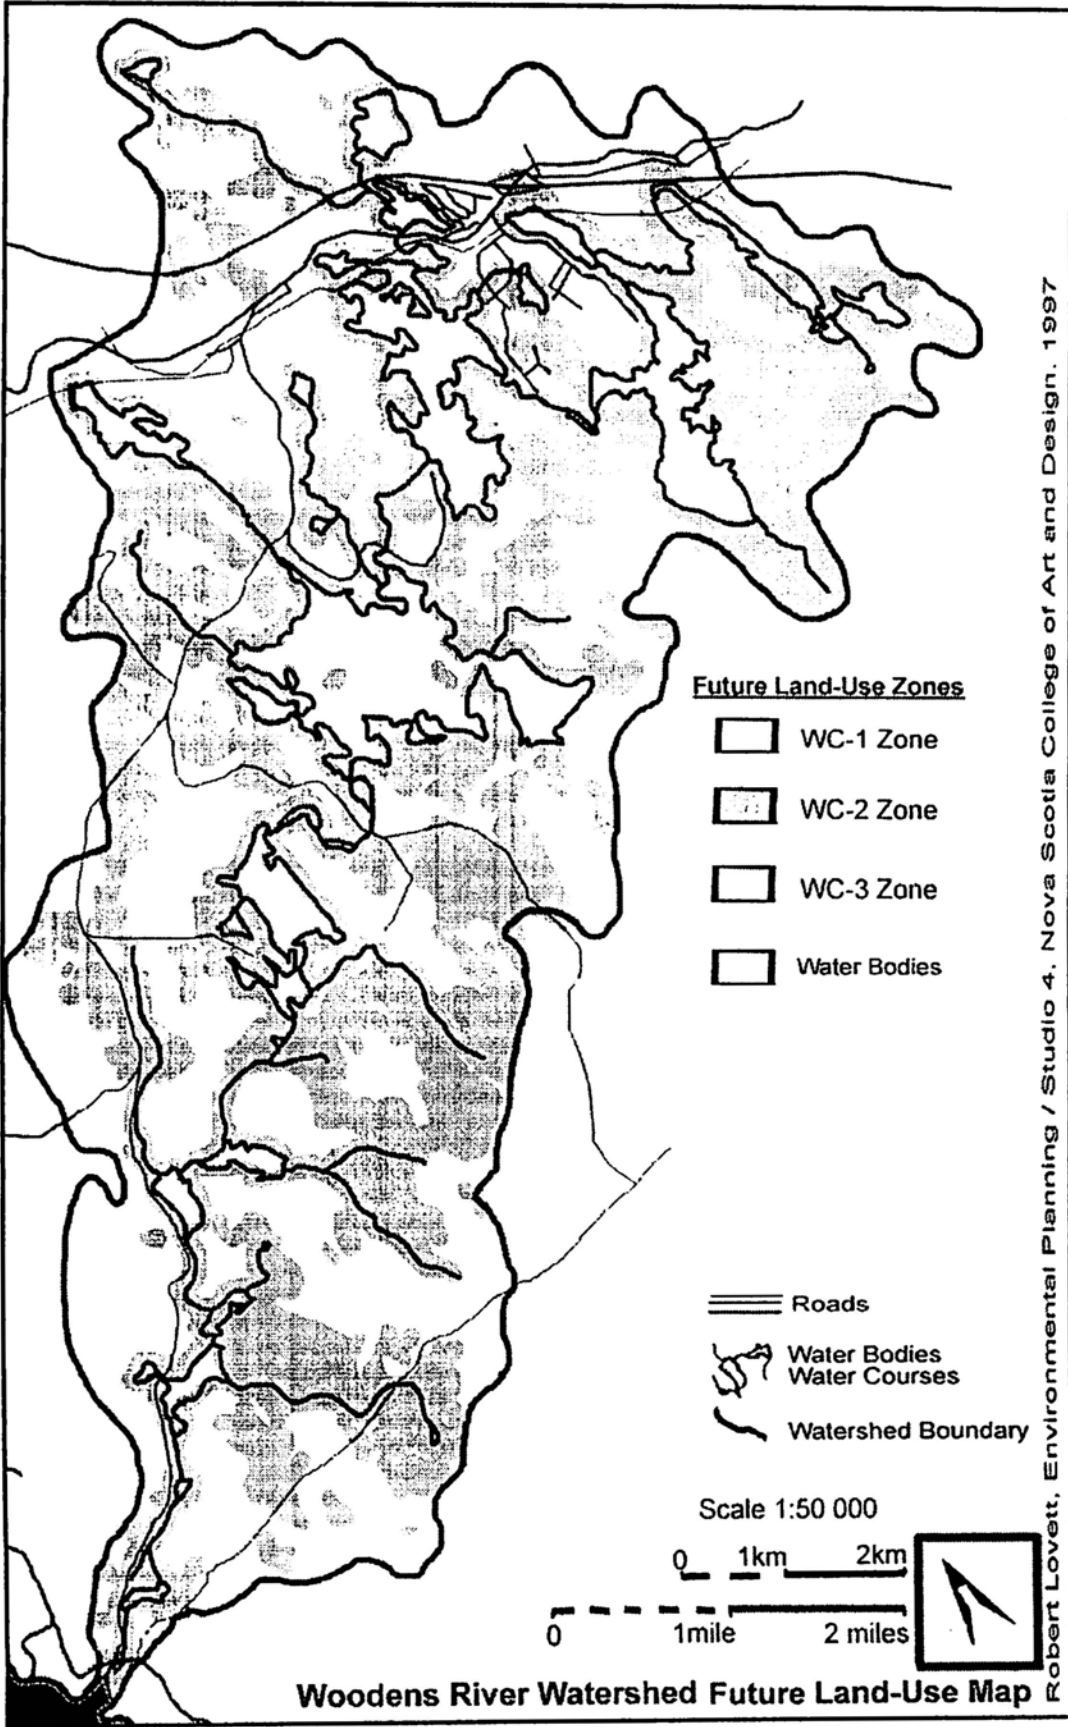 Future Land-Use Zones
WC-1 Zone
WC-2 Zone
WC-3 Zone
Water Bodies
Roads
Water Bodies
Water Courses
Watershed Boundary
Scale 1:50 000
0 1km 2km
0 1mile 2 miles
Woodens River Watershed Future Land-Use Map
Robert Lovett, Environmental Planning / Studio 4, Nova Scotia College of Art and Design. 1997